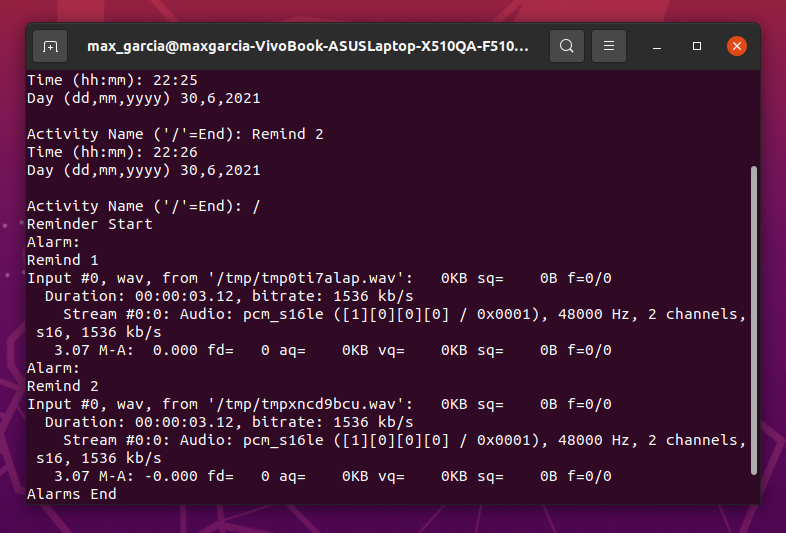 max_garcia@maxgarcia-VivoBook-ASUSLaptop-X510QA-F510...
Time (hh:mm): 22:25
Day (dd,mm,yyyy) 30,6,2021
Activity Name ('/'=End): Remind 2
Time (hh:mm): 22:26
Day (dd,mm,yyyy) 30,6,2021
Activity Name ('/'=End): /
Reminder Start
Alarm:
Remind 1
Input #0, wav, from '/tmp/tmp0ti7alap.wav':   0KB sq=    0B f=0/0
  Duration: 00:00:03.12, bitrate: 1536 kb/s
    Stream #0:0: Audio: pcm_s16le ([1][0][0][0] / 0x0001), 48000 Hz, 2 channels,
 s16, 1536 kb/s
   3.07 M-A:  0.000 fd=   0 aq=    0KB vq=    0KB sq=    0B f=0/0
Alarm:
Remind 2
Input #0, wav, from '/tmp/tmpxncd9bcu.wav':   0KB sq=    0B f=0/0
  Duration: 00:00:03.12, bitrate: 1536 kb/s
    Stream #0:0: Audio: pcm_s16le ([1][0][0][0] / 0x0001), 48000 Hz, 2 channels,
 s16, 1536 kb/s
   3.07 M-A: -0.000 fd=   0 aq=    0KB vq=    0KB sq=    0B f=0/0
Alarms End